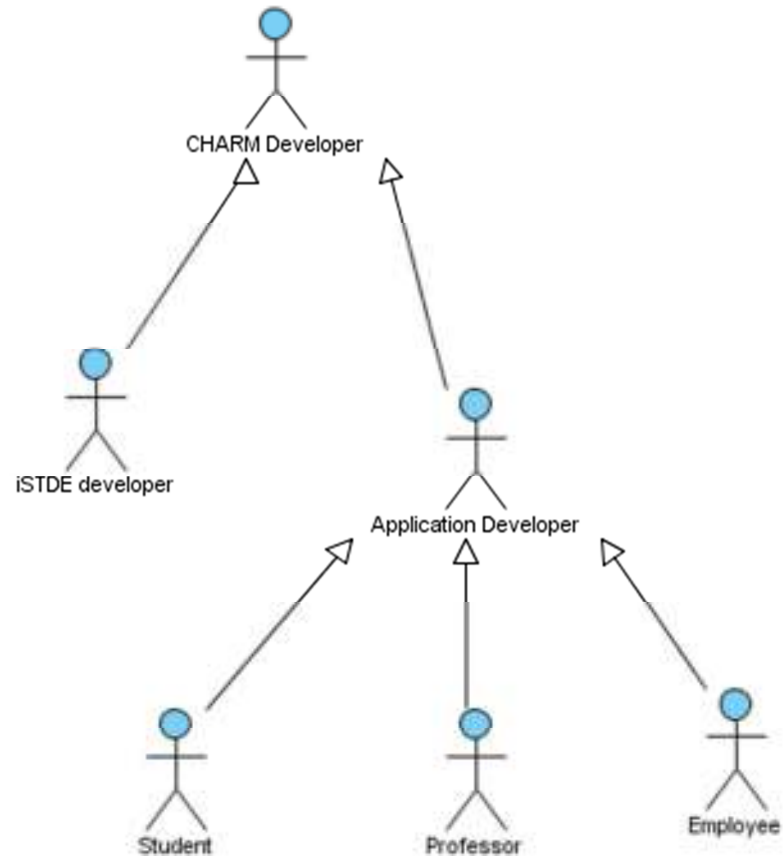 CHARM Developer
iSTDE developer
Application Developer
Student
Professor
Employee